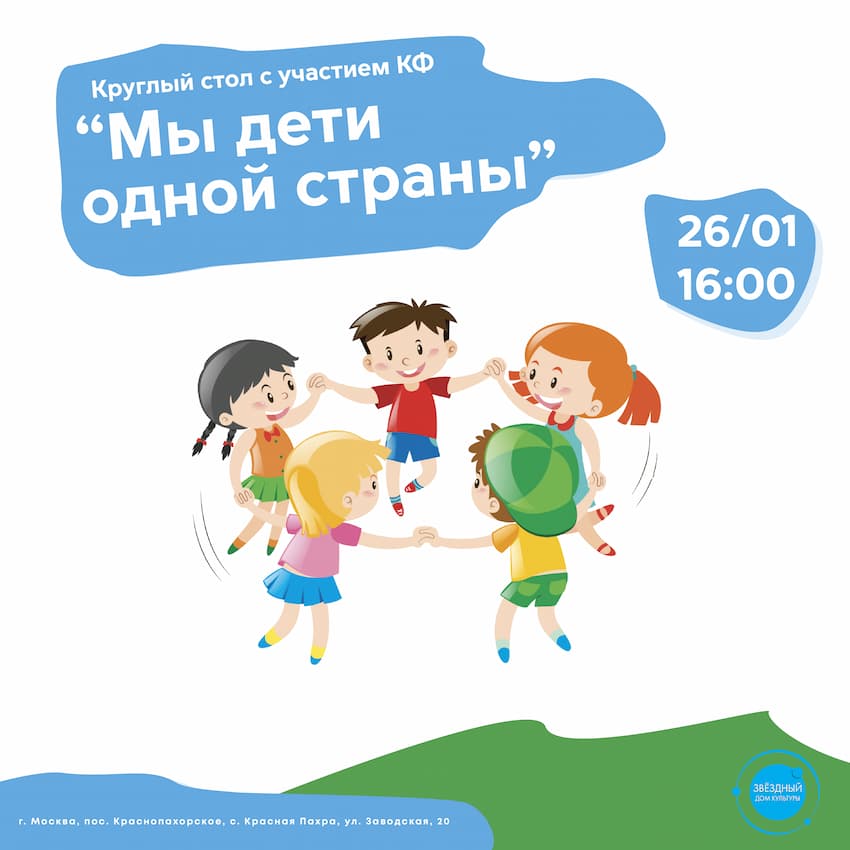 Круглый стол с участием КФ
“Мы дети
одной страны”
26/01
16:00
ЗВЁЗДНЫЙ
ДОМ КУЛЬТУРЫ
г. Москва, пос. Краснопахорское, с. Красная Пахра, ул. Заводская, 20